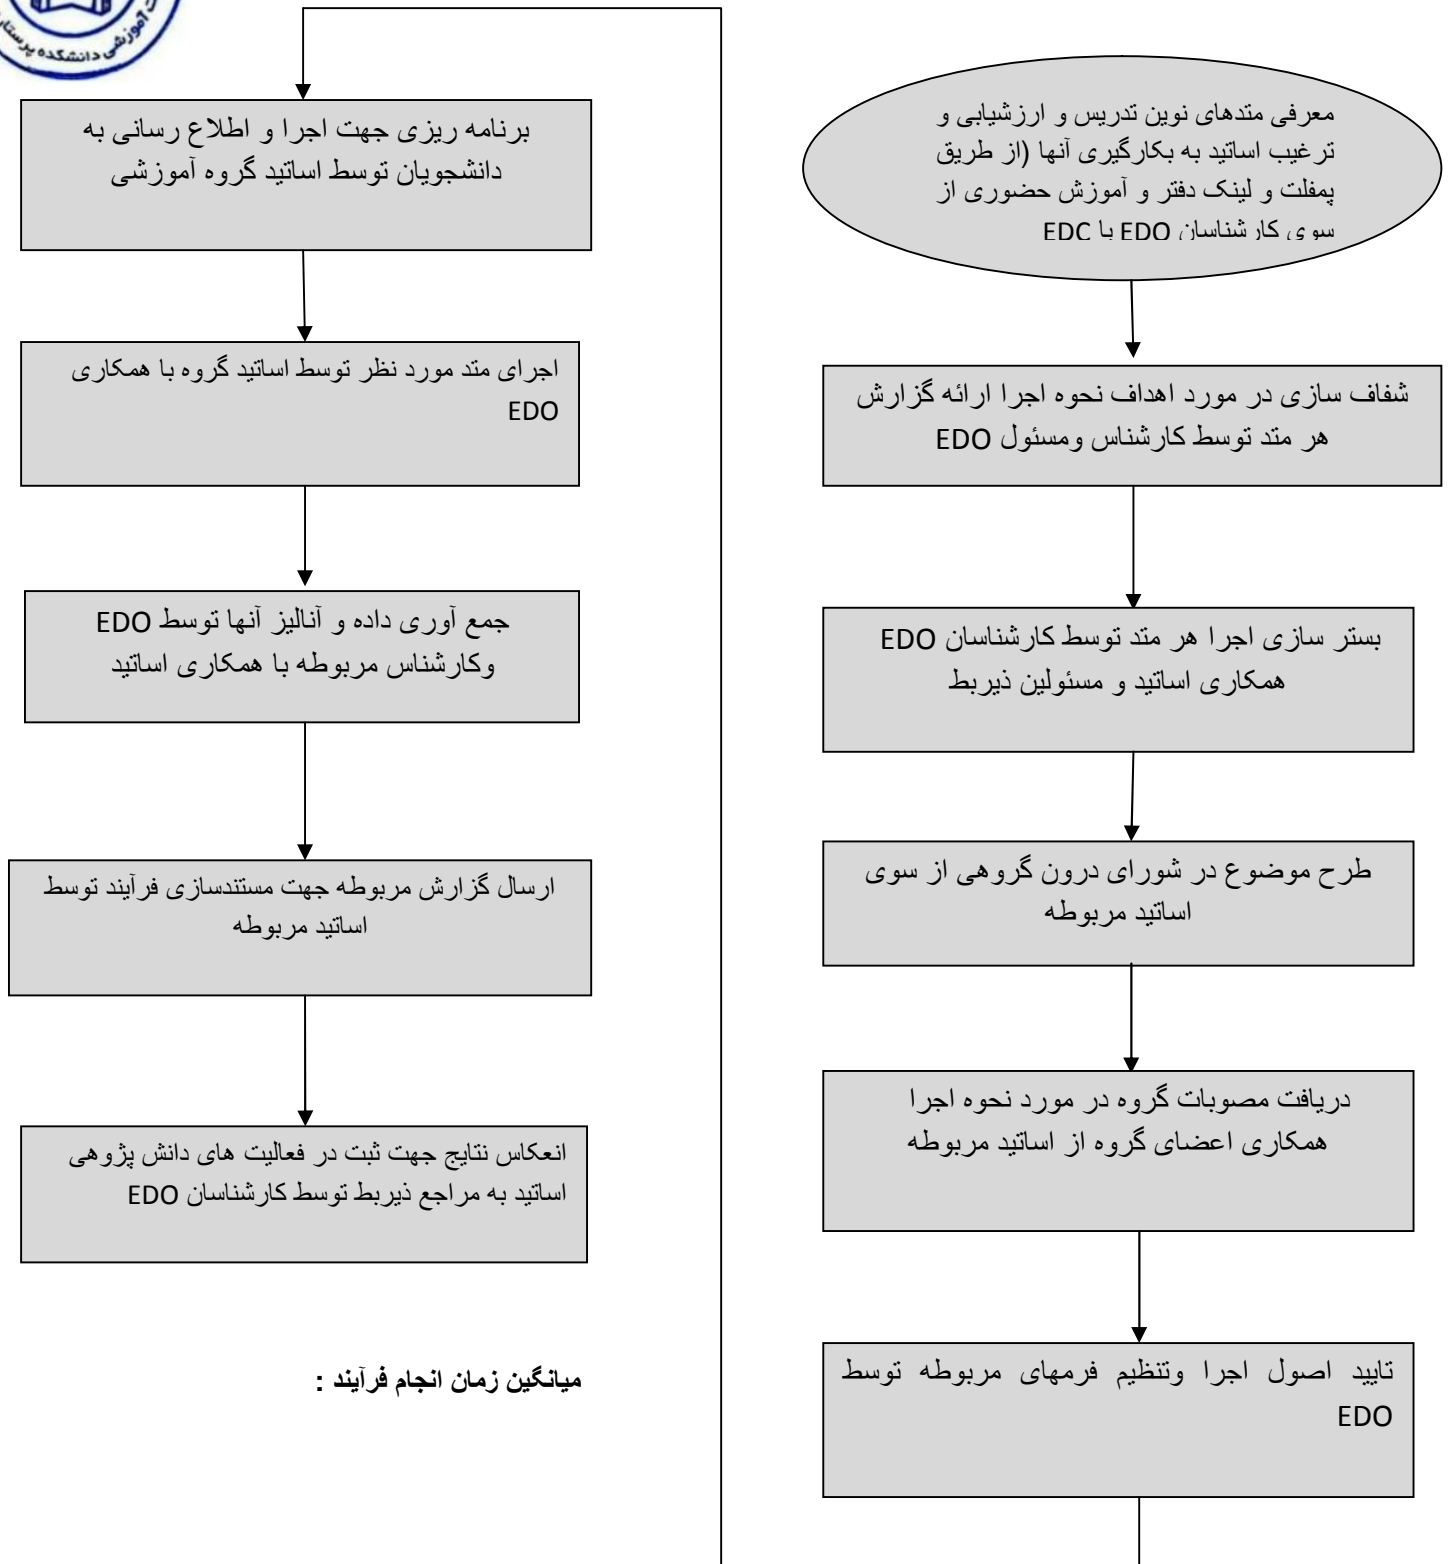 آموزشی دانشکده
معرفی متدهای نوین تدریس و ارزشیابی و
ترغیب اساتید به بکارگیری آنها (از طریق
پمفلت و لینک دفتر و آموزش حضوری از
سوی کارشناسان EDO یا EDC
شفاف سازی در مورد اهداف نحوه اجرا ارائه گزارش
هر متد توسط کارشناس ومسئول EDO
بستر سازی اجرا هر متد توسط کارشناسان EDO
همکاری اساتید و مسئولین ذیربط
طرح موضوع در شورای درون گروهی از سوی
اساتید مربوطه
دریافت مصوبات گروه در مورد نحوه اجرا
همکاری اعضای گروه از اساتید مربوطه
تایید اصول اجرا وتنظیم فرمهای مربوطه توسط
EDO
برنامه ریزی جهت اجرا و اطلاع رسانی به
دانشجویان توسط اساتید گروه آموزشی
اجرای متد مورد نظر توسط اساتید گروه با همکاری
EDO
جمع آوری داده و آنالیز آنها توسط EDO
وکارشناس مربوطه با همکاری اساتید
ارسال گزارش مربوطه جهت مستندسازی فرآیند توسط
اساتید مربوطه
انعکاس نتایج جهت ثبت در فعالیت های دانش پژوهی
اساتید به مراجع ذیربط توسط کارشناسان EDO
میانگین زمان انجام فرآیند :